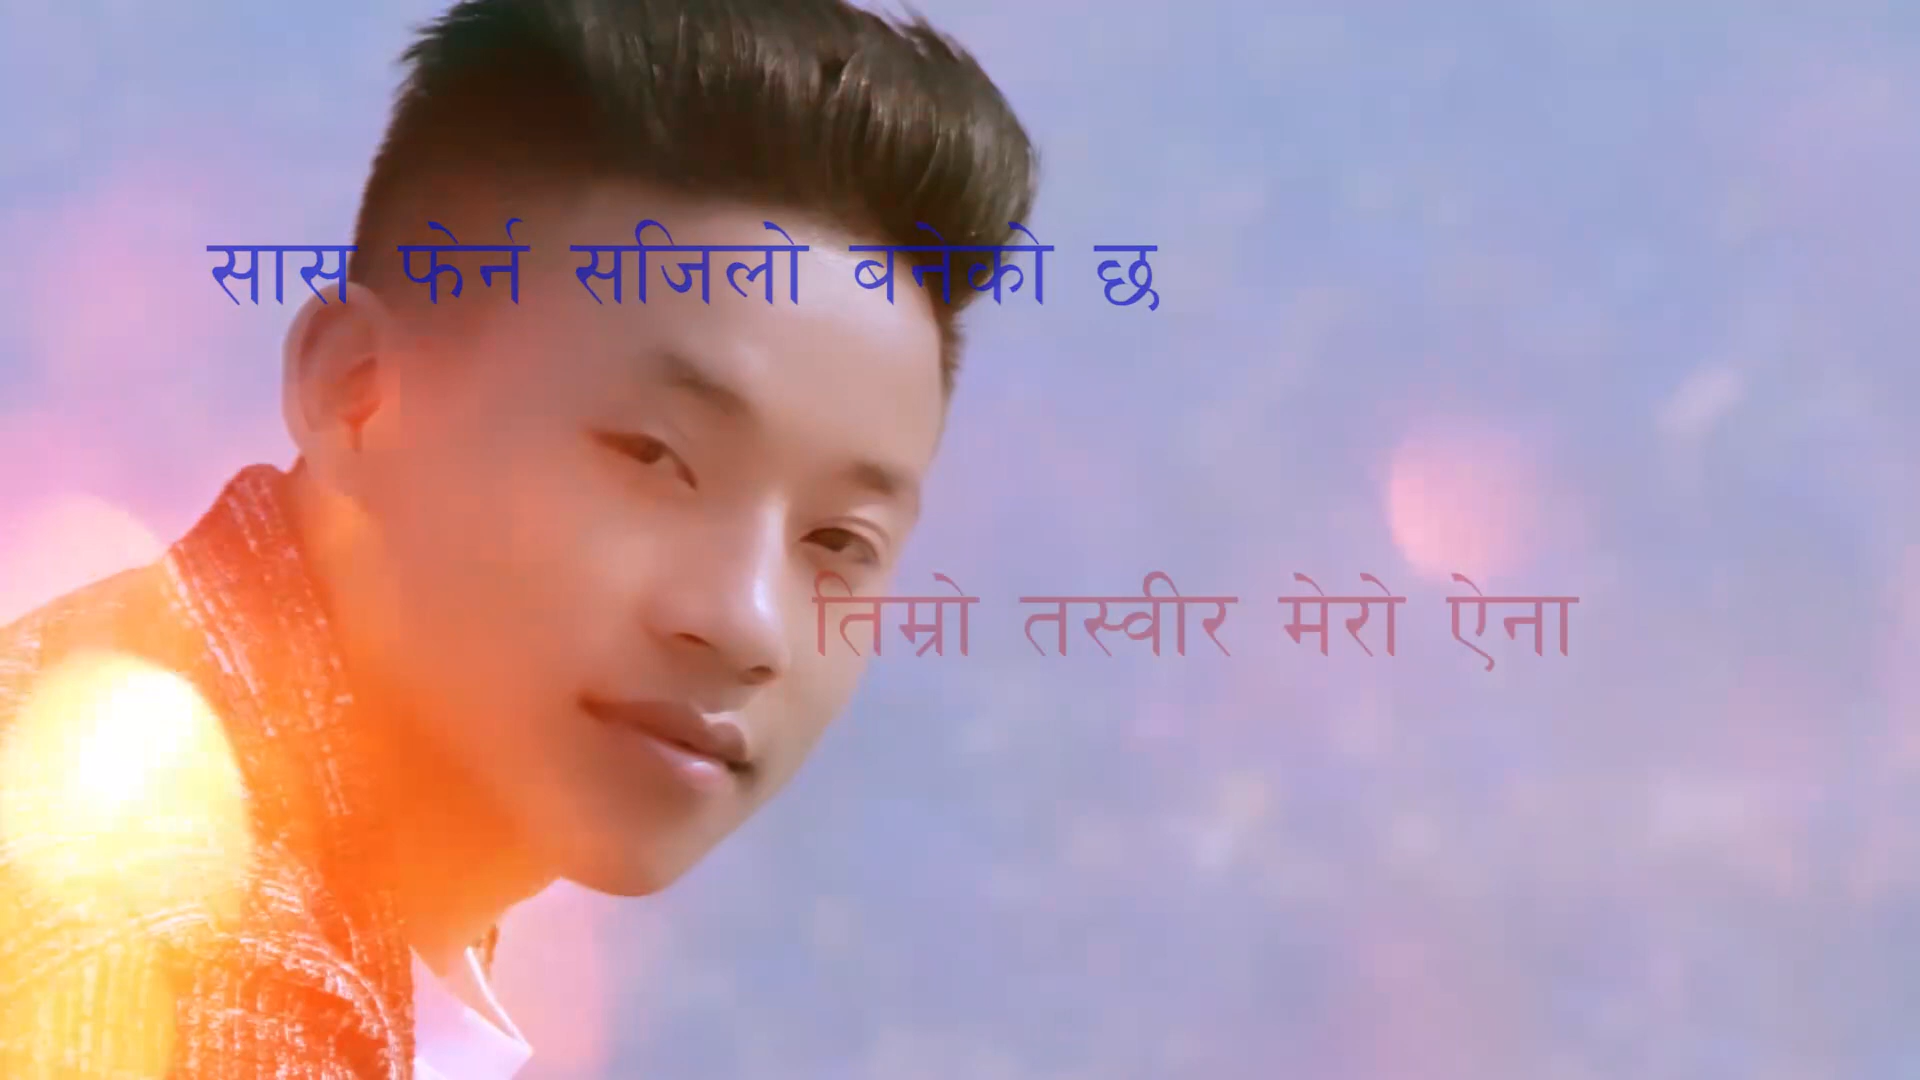 सास फेर्न सजिलो बनेको छ
तिम्रो तस्वीर मेरो ऐना